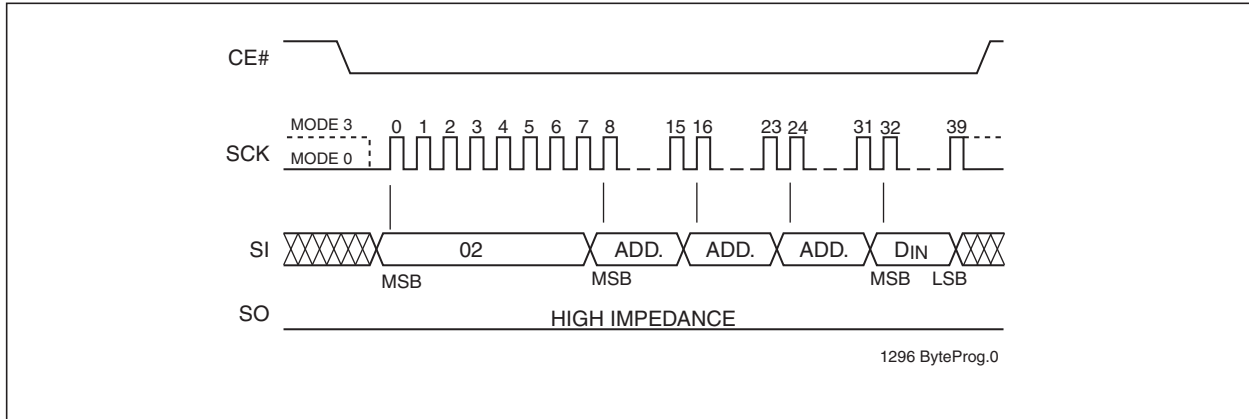 CE#
MODE 3
0 1 2 3 4 5 6 7 8 15 16 23 24 31 32 39
SCK
MODE 0
SI
02 ADD. ADD. ADD. DIN
MSB MSB MSB LSB
SO
HIGH IMPEDANCE
1296 ByteProg.0